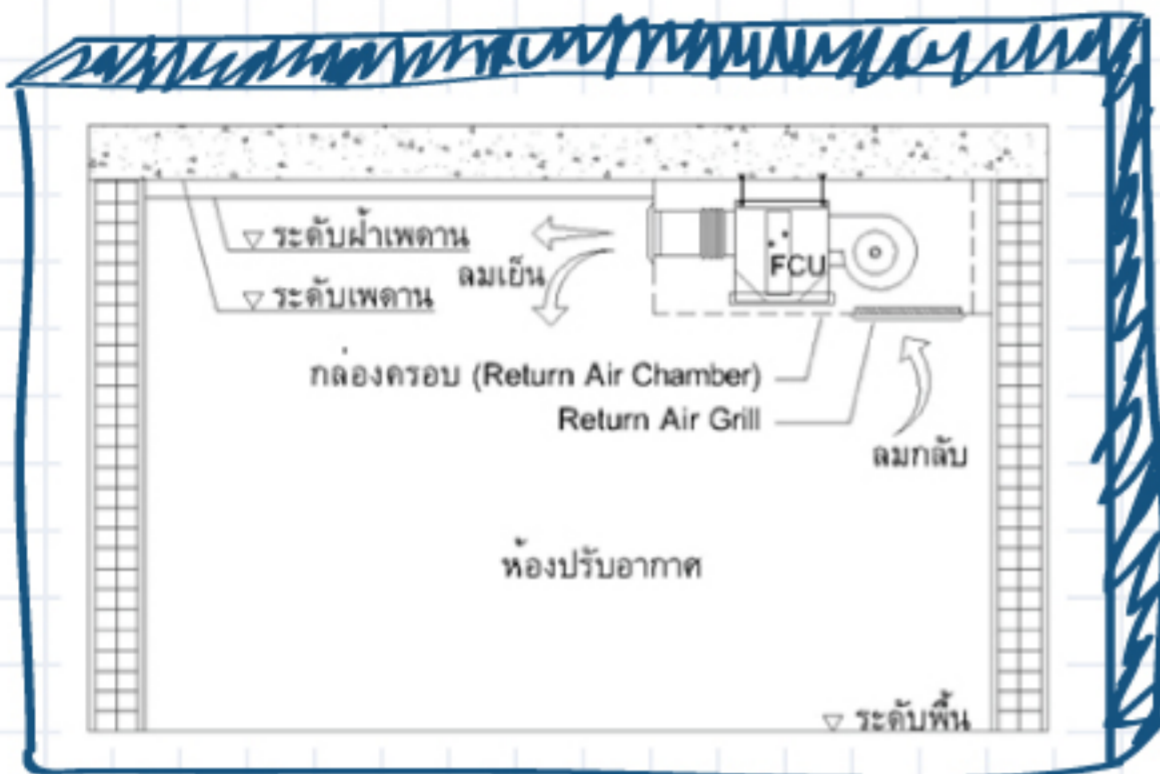 ระดับฝ้าเพดาน
ลมเย็น
FCU
ระดับเพดาน
กล่องครอบ (Return Air Chamber)
Return Air Grill
ลมกลับ
ห้องปรับอากาศ
ระดับพื้น